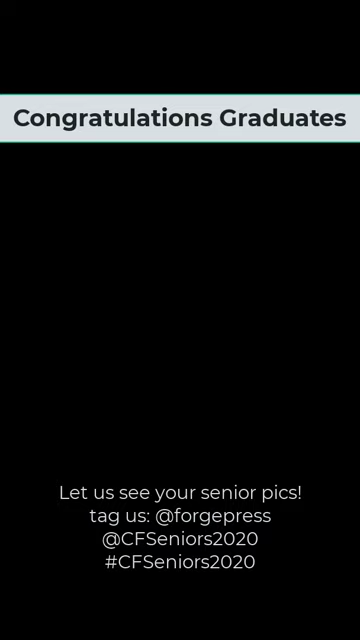 Congratulations Graduates
Let us see your senior pics!
tag us: @forgepress
@CFSeniors2020
#CFSeniors2020